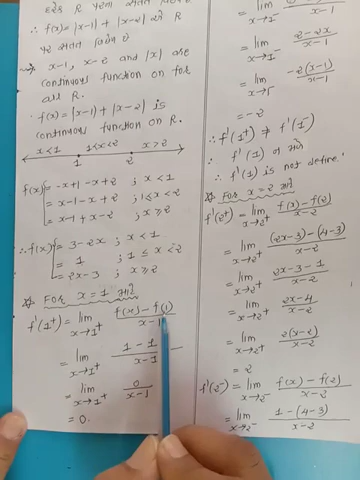 ∴ f(x) = |x-1| + |x-2| એ R
પર સતત વિધેય છે
x-1, x-2 and |x| are
continuous function on for
all R.
∴ f(x) = |x-1| + |x-2| is
continuous function on R.
x<1 1<x<2 x>2
1 2
f(x) = -x+1-x+2 ; x<1
= x-1-x+2 ; 1≤x<2
= x-1+x-2 ; x≥2
∴ f(x) = 3-2x ; x<1
= 1 ; 1≤x<2
= 2x-3 ; x≥2
For x=1 માટે
f'(1⁺) = lim x→1⁺ f(x)-f(1) / x-1
= lim x→1⁺ 1-1 / x-1
= lim x→1⁺ 0 / x-1
= 0.
= lim x→1⁻ x-1
= lim x→1⁻ 2-2x / x-1
= lim x→1⁻ -2(x-1) / x-1
= -2
∴ f'(1⁺) ≠ f'(1⁻)
∴ f'(1) ન મળે
∴ f'(1) is not define.
For x=2 માટે
f'(2⁺) = lim x→2⁺ f(x)-f(2) / x-2
= lim x→2⁺ (2x-3)-(4-3) / x-2
= lim x→2⁺ 2x-3-1 / x-2
= lim x→2⁺ 2x-4 / x-2
= lim x→2⁺ 2(x-2) / x-2
= 2
f'(2⁻) = lim x→2⁻ f(x)-f(2) / x-2
= lim x→2⁻ 1-(4-3) / x-2